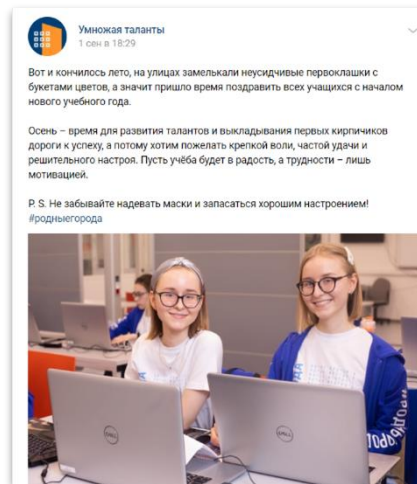 Умножая таланты
1 сен в 18:29
Вот и кончилось лето, на улицах замелькали неусидчивые первоклашки с
букетами цветов, а значит пришло время поздравить всех учащихся с началом
нового учебного года.
Осень – время для развития талантов и выкладывания первых кирпичиков
дороги к успеху, а потому хотим пожелать крепкой воли, частой удачи и
решительного настроя. Пусть учёба будет в радость, а трудности – лишь
мотивацией.
P. S. Не забывайте надевать маски и запасаться хорошим настроением!
#родныегорода
DELL
DELL